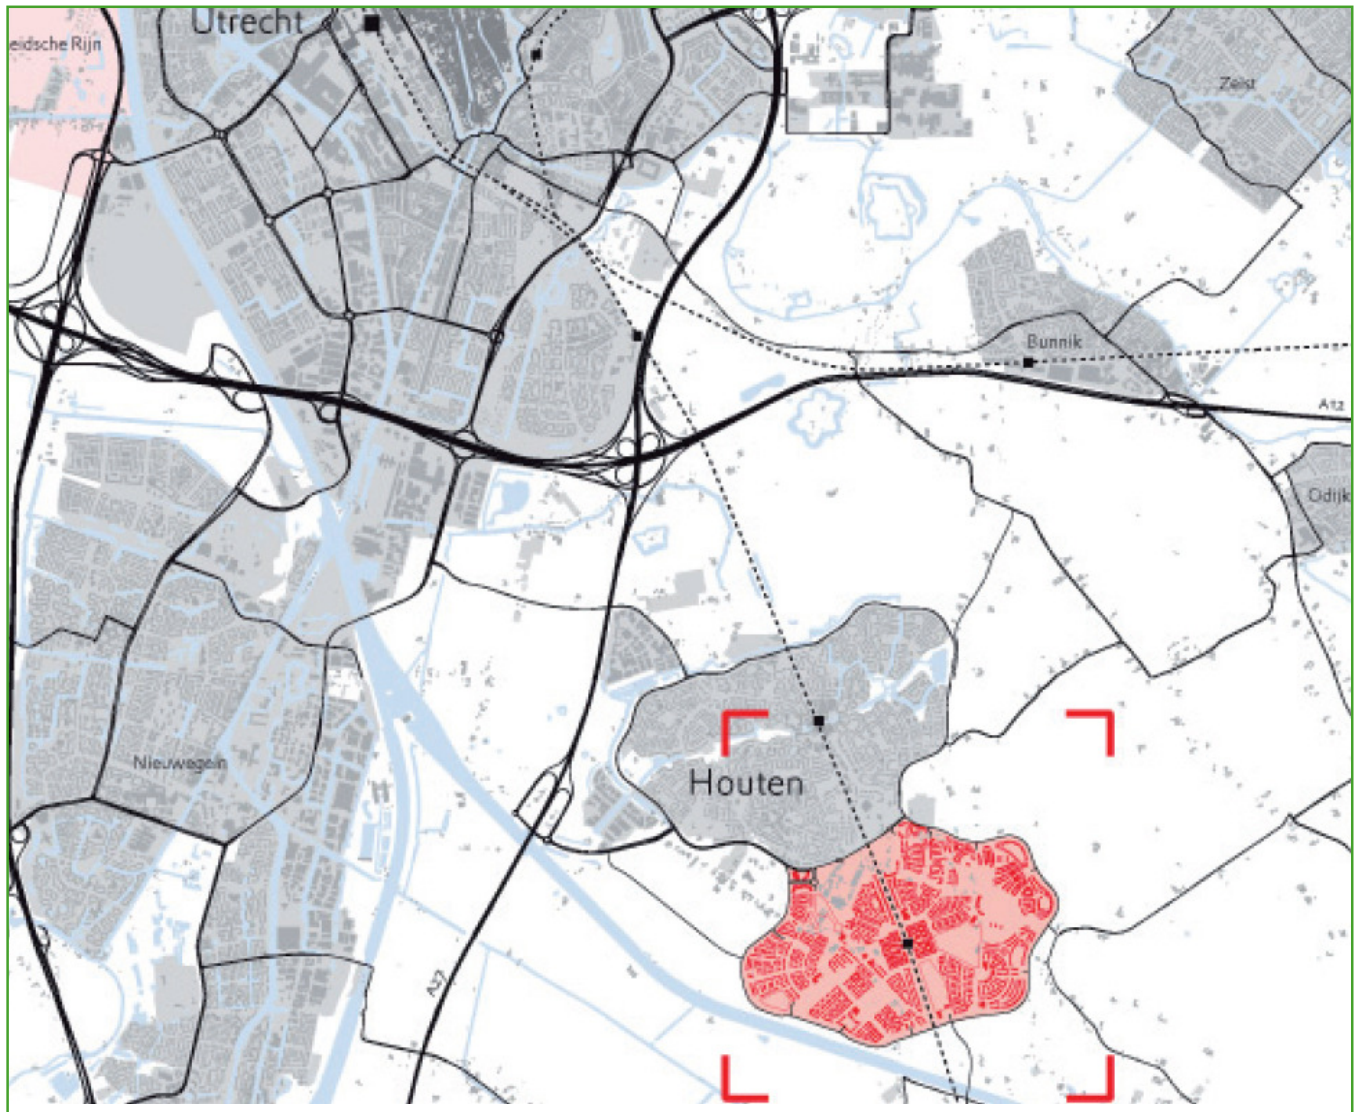 Utrecht
eidsche Rijn
Zeist
Bunnik
A12
Odijk
Nieuwegein
Houten
A27